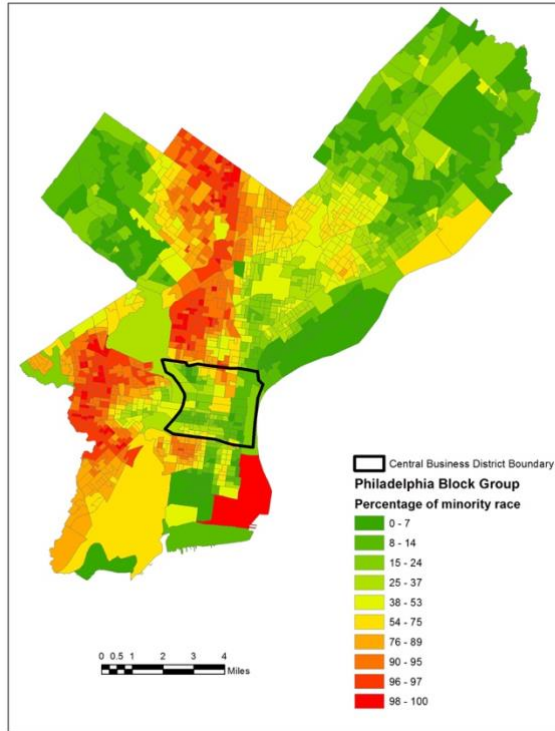 Central Business District Boundary
Philadelphia Block Group
Percentage of minority race
0 - 7
8 - 14
15 - 24
25 - 37
38 - 53
54 - 75
76 - 89
90 - 95
96 - 97
98 - 100
0 0.5 1 2 3 4
Miles